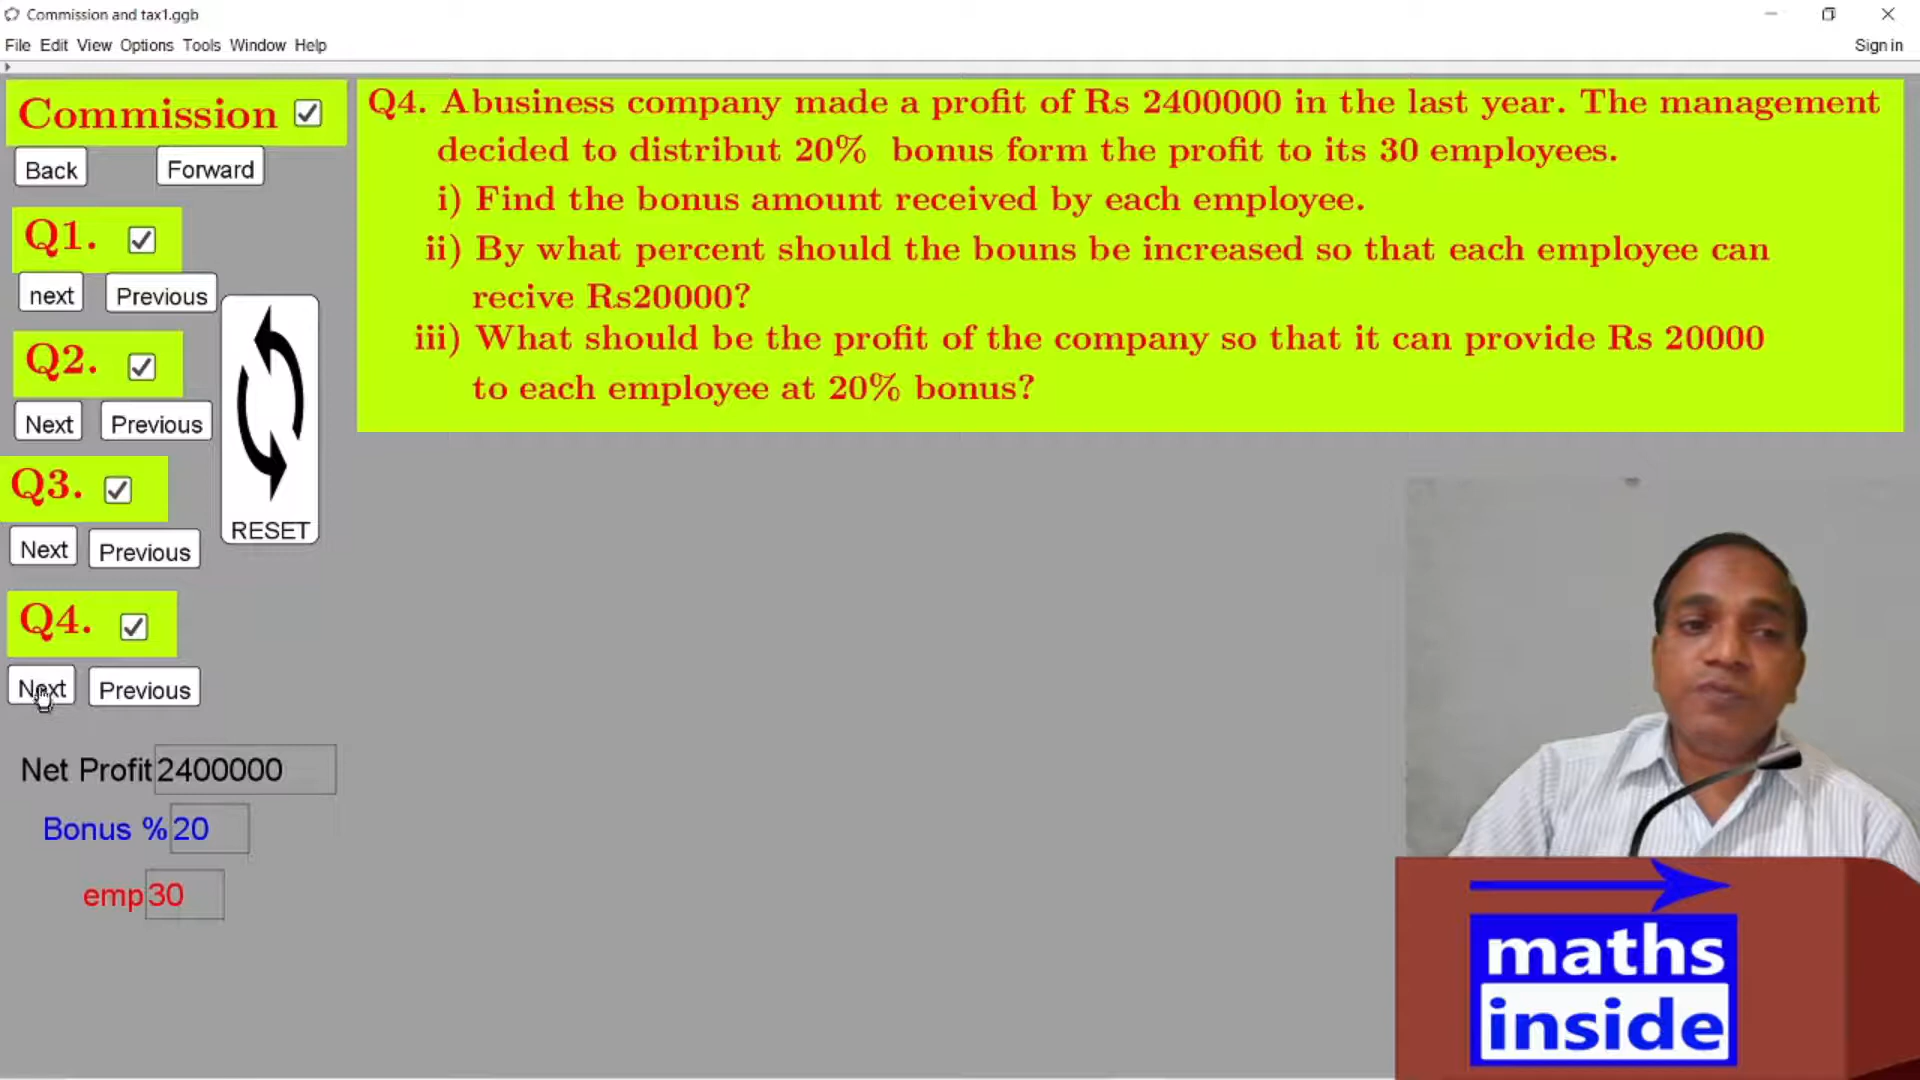 Commission and tax1.ggb
File Edit View Options Tools Window Help
Sign in
Commission
Back Forward
Q1.
next Previous
Q2.
Next Previous
Q3.
Next Previous
RESET
Q4.
Next Previous
Net Profit 2400000
Bonus % 20
emp 30
Q4. Abusiness company made a profit of Rs 2400000 in the last year. The management
decided to distribut 20% bonus form the profit to its 30 employees.
i) Find the bonus amount received by each employee.
ii) By what percent should the bouns be increased so that each employee can
recive Rs20000?
iii) What should be the profit of the company so that it can provide Rs 20000
to each employee at 20% bonus?
maths
inside